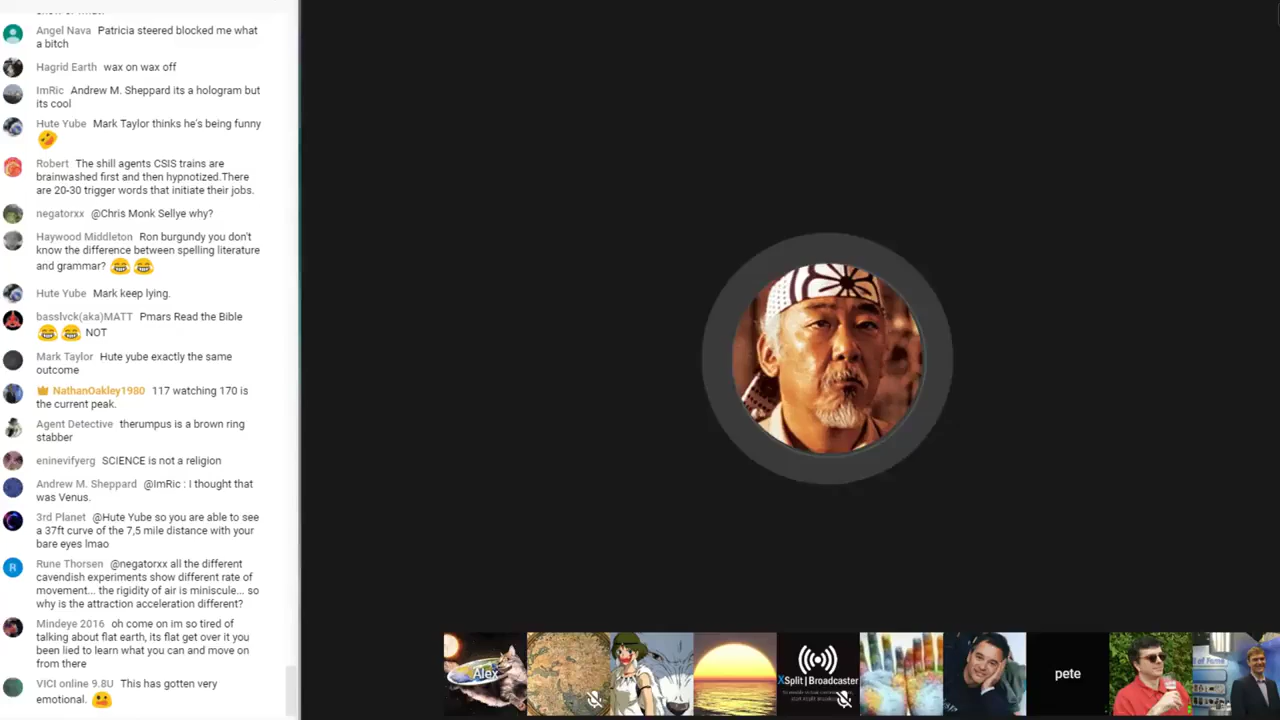 Angel Nava Patricia steered blocked me what
a bitch
Hagrid Earth wax on wax off
ImRic Andrew M. Sheppard its a hologram but
its cool
Hute Yube Mark Taylor thinks he's being funny
Robert The shill agents CSIS trains are
brainwashed first and then hypnotized.There
are 20-30 trigger words that initiate their jobs.
negatorxx @Chris Monk Sellye why?
Haywood Middleton Ron burgundy you don't
know the difference between spelling literature
and grammar?
Hute Yube Mark keep lying.
basslvck(aka)MATT Pmars Read the Bible
NOT
Mark Taylor Hute yube exactly the same
outcome
NathanOakley1980 117 watching 170 is
the current peak.
Agent Detective therumpus is a brown ring
stabber
eninevifyerg SCIENCE is not a religion
Andrew M. Sheppard @ImRic : I thought that
was Venus.
3rd Planet @Hute Yube so you are able to see
a 37ft curve of the 7,5 mile distance with your
bare eyes lmao
R
Rune Thorsen @negatorxx all the different
cavendish experiments show different rate of
movement... the rigidity of air is miniscule... so
why is the attraction acceleration different?
Mindeye 2016 oh come on im so tired of
talking about flat earth, its flat get over it you
been lied to learn what you can and move on
from there
VICI online 9.8U This has gotten very
emotional.
Alex
XSplit | Broadcaster
pete